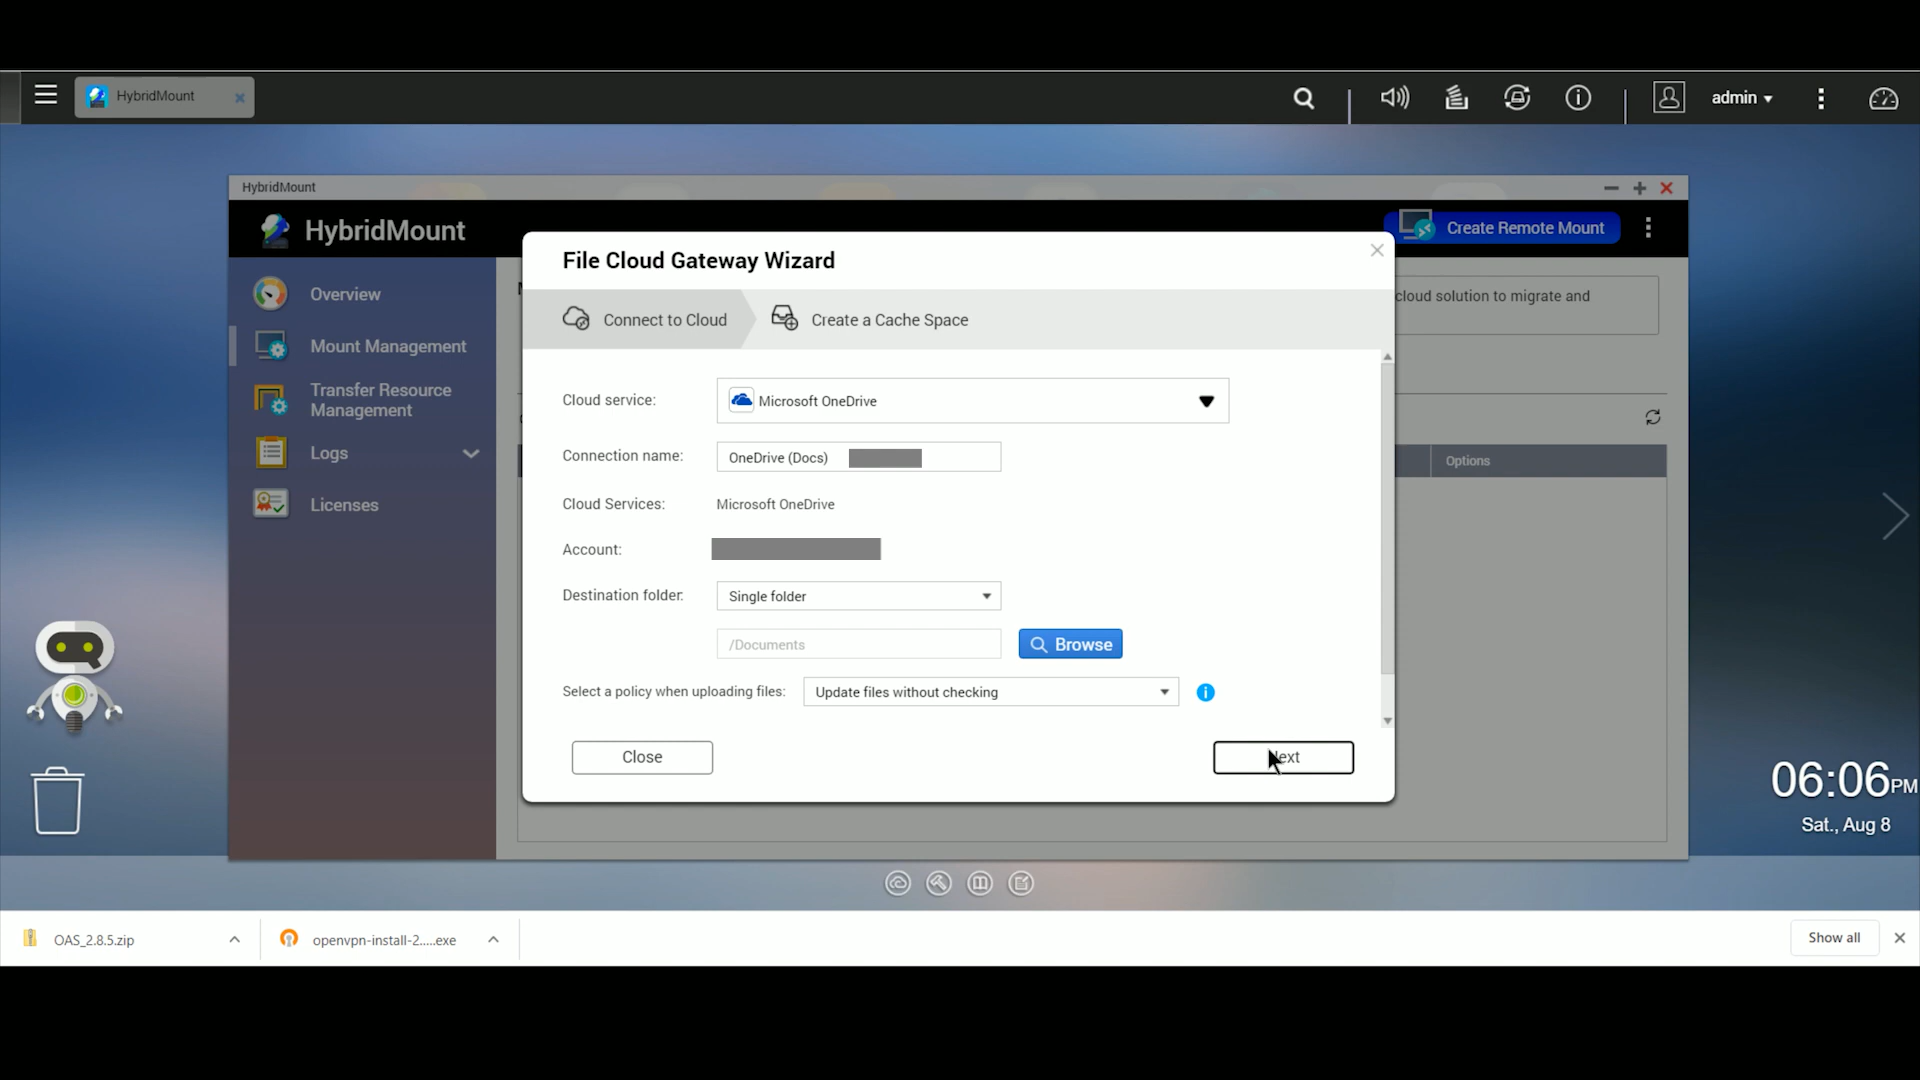 HybridMount
admin
HybridMount
HybridMount
Create Remote Mount
File Cloud Gateway Wizard
Overview
Mount Management
Transfer Resource
Management
Logs
Licenses
cloud solution to migrate and
Options
Connect to Cloud
Create a Cache Space
Cloud service:
Microsoft OneDrive
Connection name:
OneDrive (Docs)
Cloud Services:
Microsoft OneDrive
Account:
Destination folder:
Single folder
/Documents
Browse
Select a policy when uploading files:
Update files without checking
Close
06:06PM
Sat., Aug 8
OAS_2.8.5.zip
openvpn-install-2.....exe
Show all